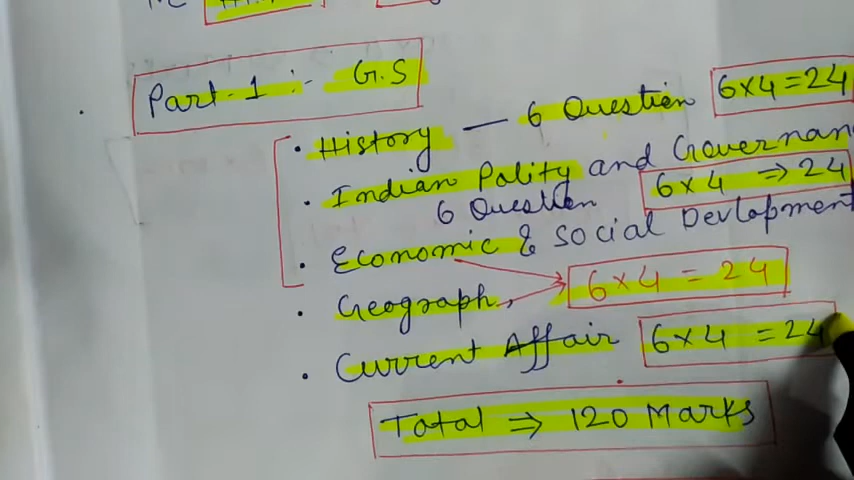 Part-1 :- G.S
• History — 6 Question 6×4=24
• Indian Polity and Governan
6 Question 6×4 ⇒ 24
• Economic & Social Devlopment
• Geography 6×4 = 24
• Current Affair 6×4 = 24
Total ⇒ 120 Marks